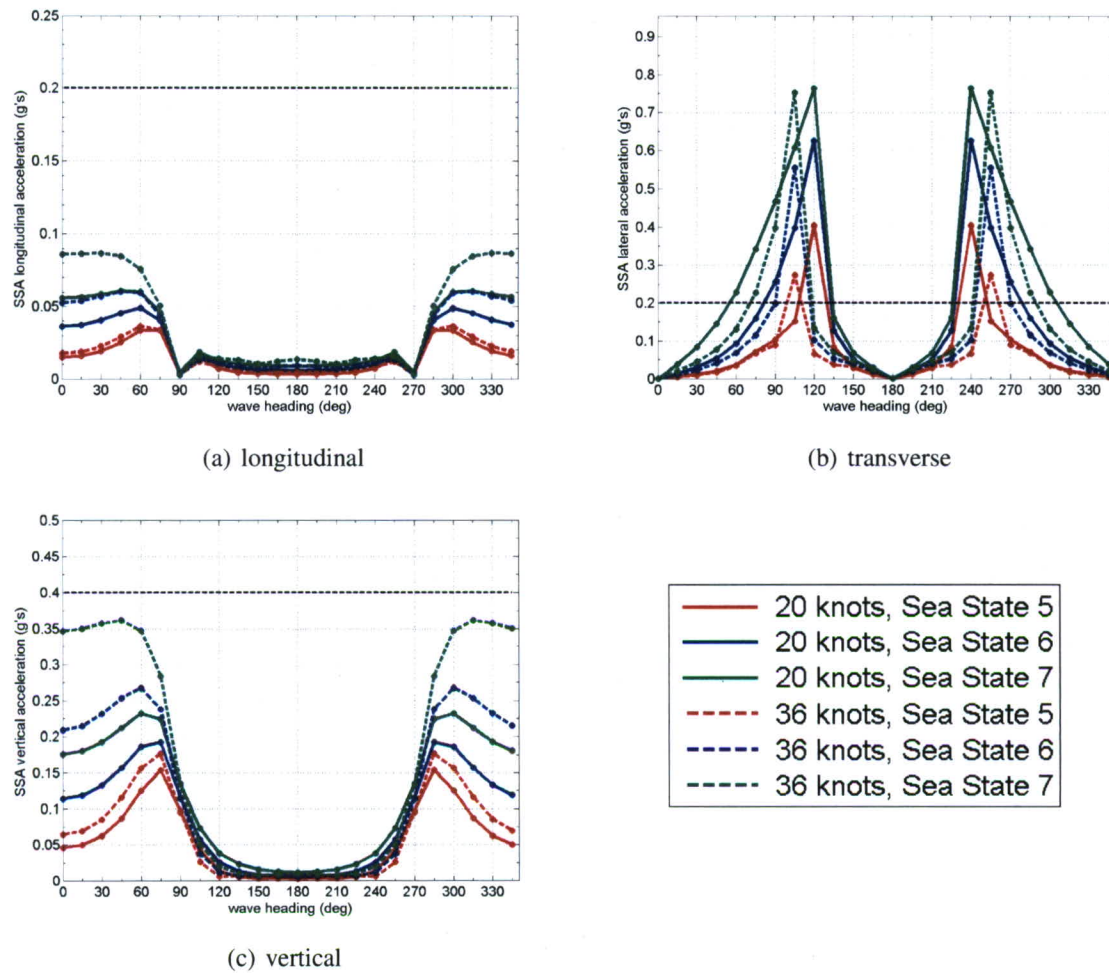 0.25
0.2
0.15
0.1
0.05
0
SSA longitudinal acceleration (g's)
0 30 60 90 120 150 180 210 240 270 300 330
wave heading (deg)
(a) longitudinal
0.9
0.8
0.7
0.6
0.5
0.4
0.3
0.2
0.1
0
SSA lateral acceleration (g's)
0 30 60 90 120 150 180 210 240 270 300 330
wave heading (deg)
(b) transverse
0.5
0.45
0.4
0.35
0.3
0.25
0.2
0.15
0.1
0.05
0
SSA vertical acceleration (g's)
0 30 60 90 120 150 180 210 240 270 300 330
wave heading (deg)
(c) vertical
20 knots, Sea State 5
20 knots, Sea State 6
20 knots, Sea State 7
36 knots, Sea State 5
36 knots, Sea State 6
36 knots, Sea State 7